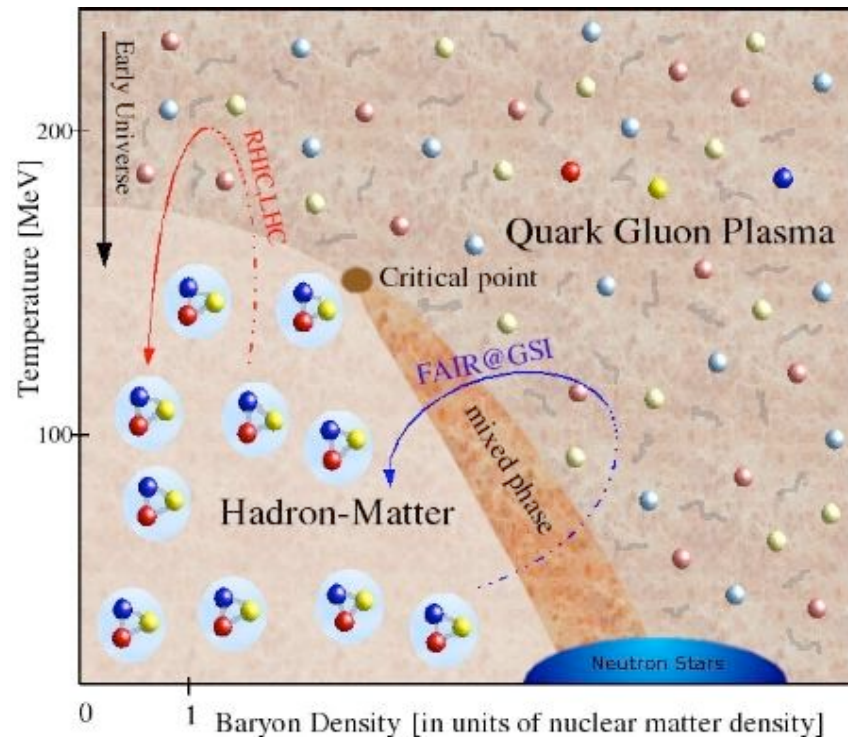 Early Universe
200
RHIC,LHC
Quark Gluon Plasma
Critical point
Temperature [MeV]
FAIR@GSI
100
mixed phase
Hadron-Matter
Neutron Stars
0
1
Baryon Density [in units of nuclear matter density]